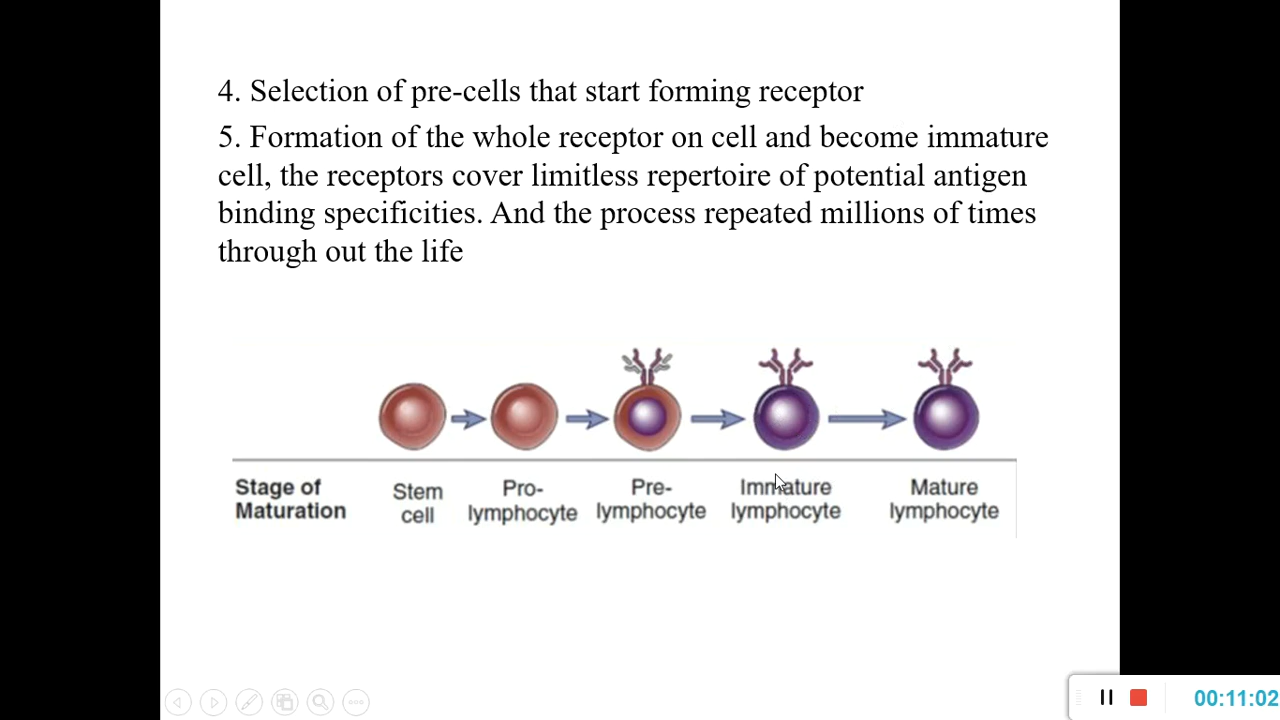 4. Selection of pre-cells that start forming receptor
5. Formation of the whole receptor on cell and become immature
cell, the receptors cover limitless repertoire of potential antigen
binding specificities. And the process repeated millions of times
through out the life
Stage of
Maturation
Stem
cell
Pro-
lymphocyte
Pre-
lymphocyte
Immature
lymphocyte
Mature
lymphocyte
00:11:02